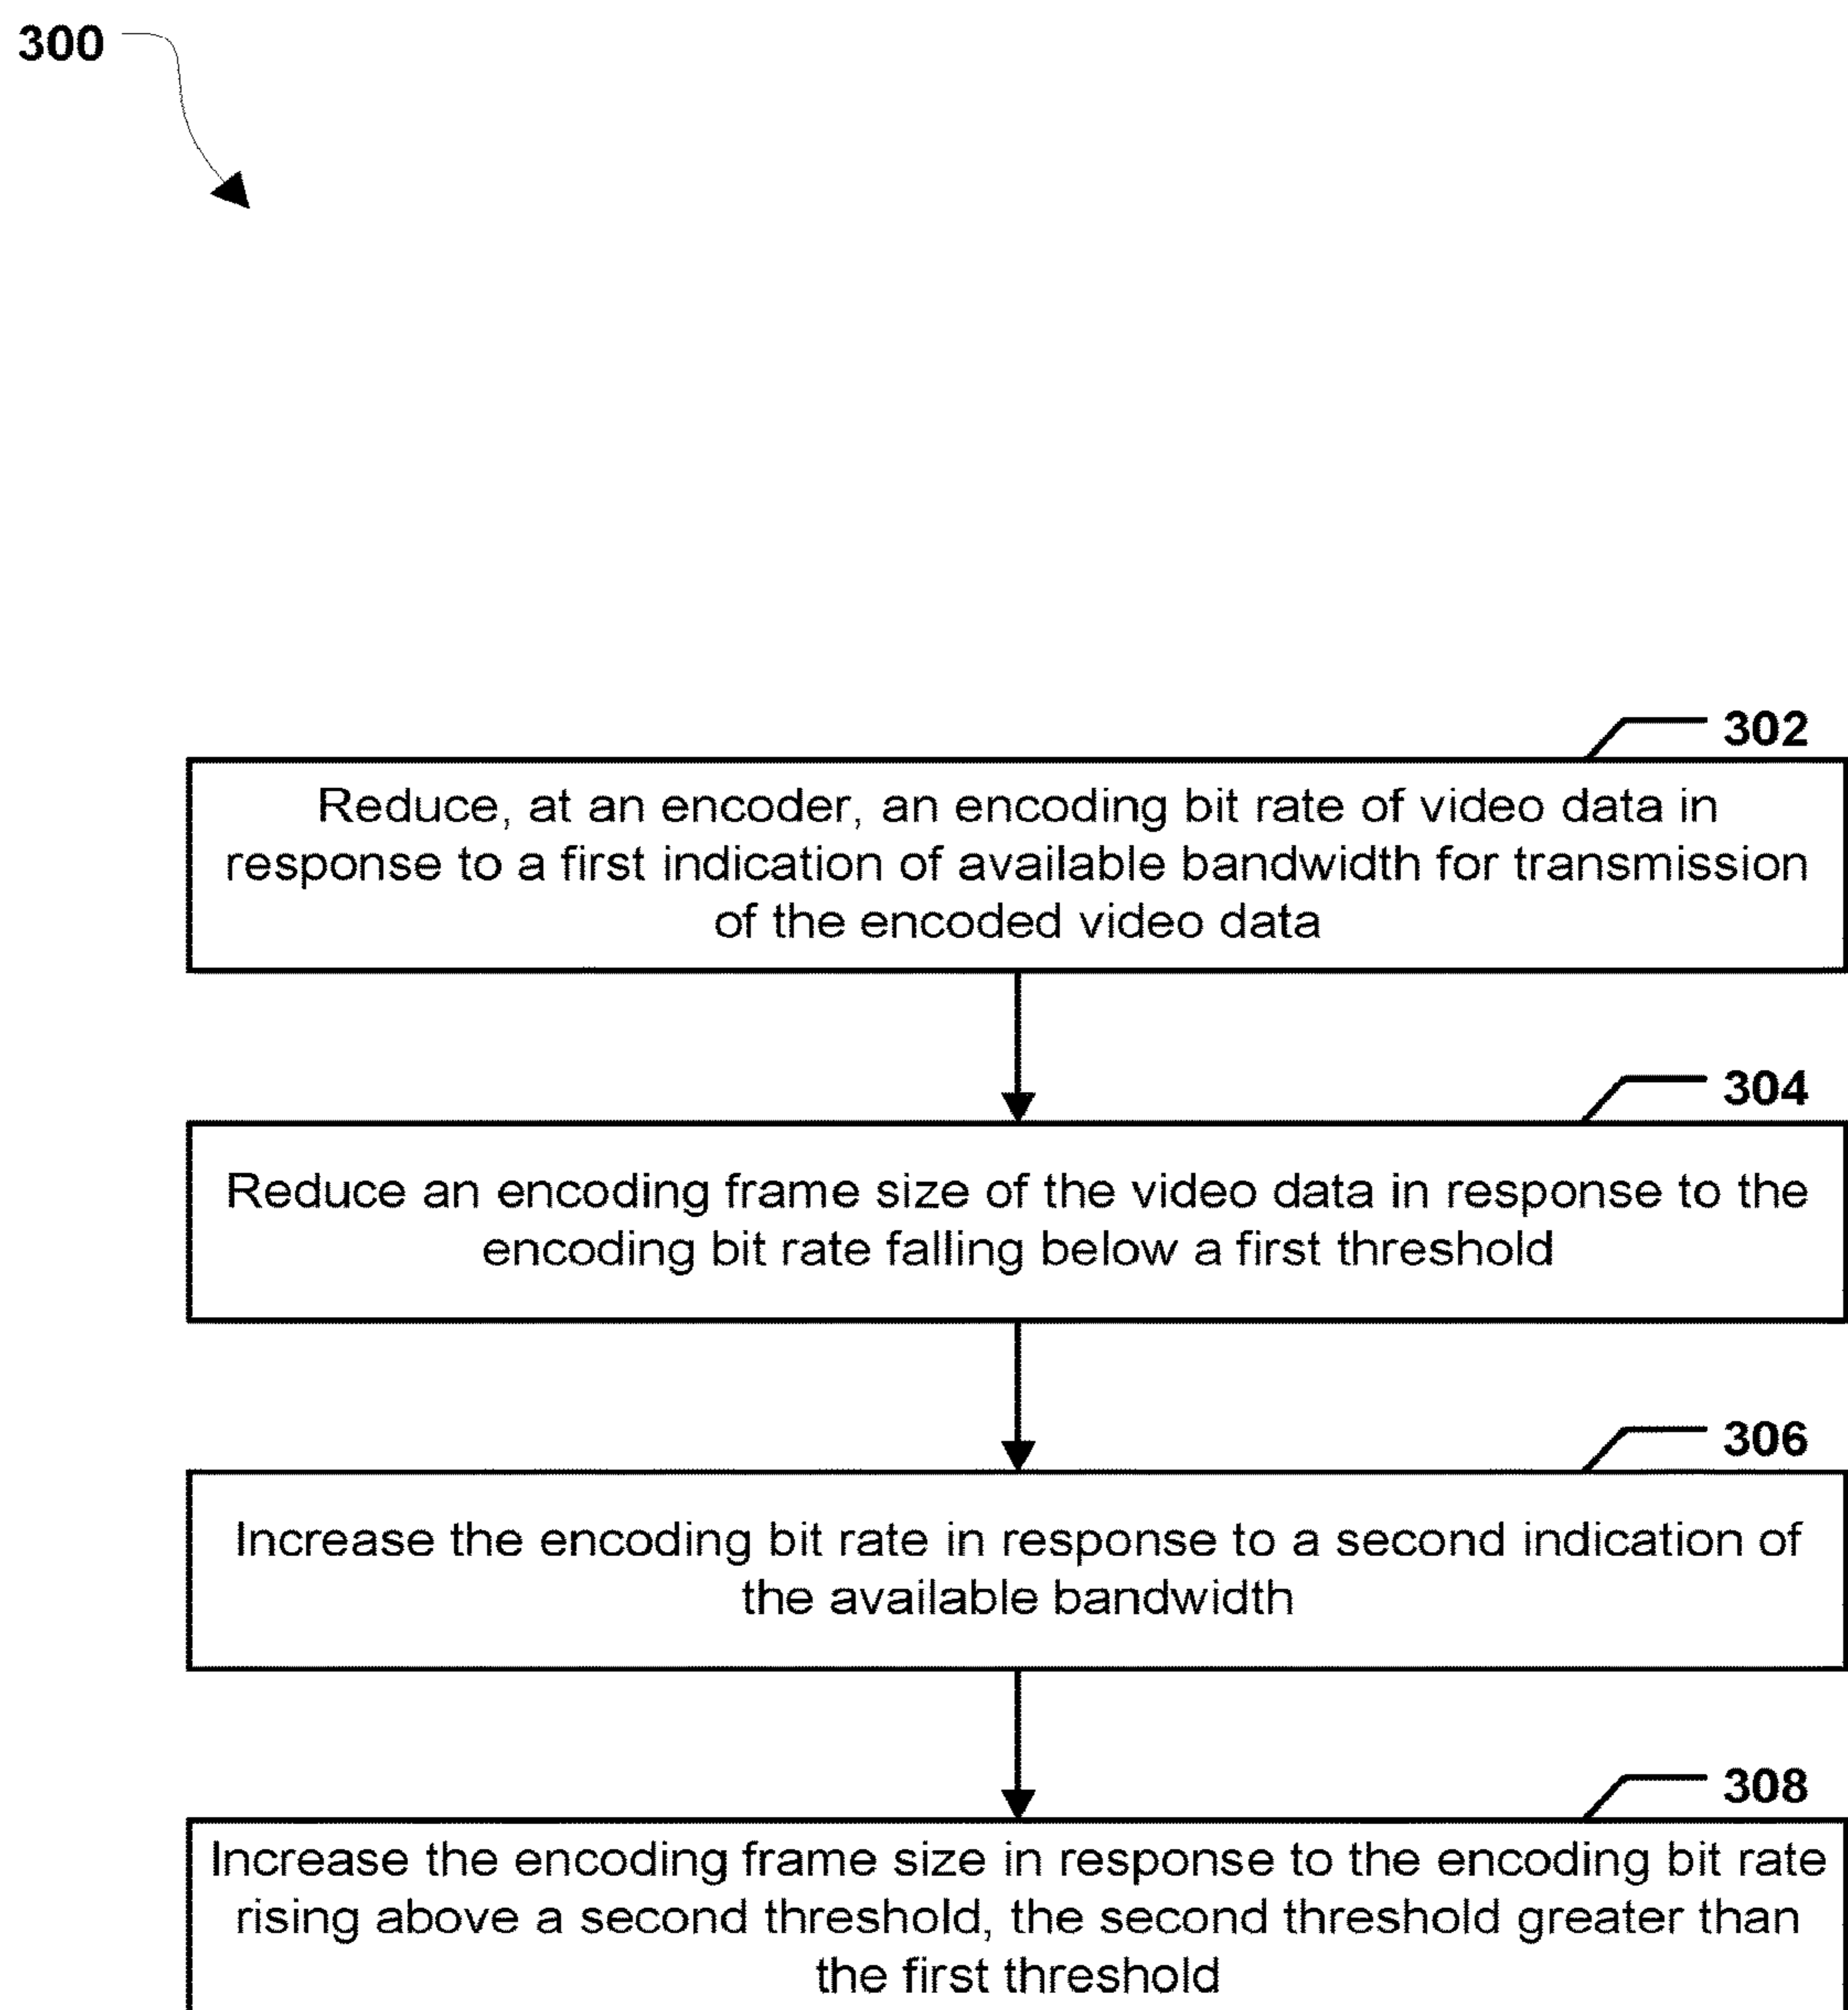 300
302
Reduce, at an encoder, an encoding bit rate of video data in
response to a first indication of available bandwidth for transmission
of the encoded video data
304
Reduce an encoding frame size of the video data in response to the
encoding bit rate falling below a first threshold
306
Increase the encoding bit rate in response to a second indication of
the available bandwidth
308
Increase the encoding frame size in response to the encoding bit rate
rising above a second threshold, the second threshold greater than
the first threshold